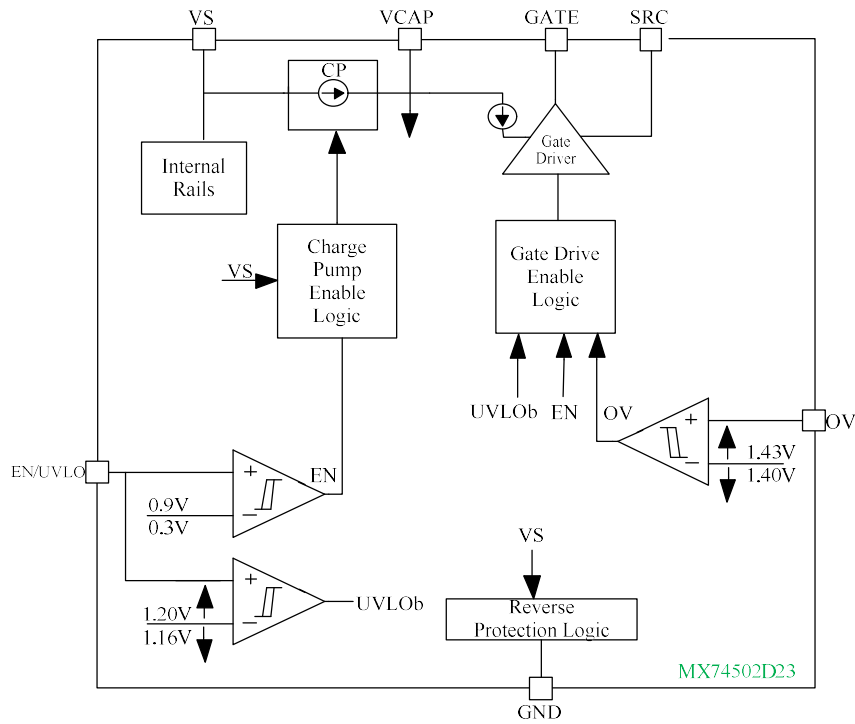 VS
VCAP
GATE
SRC
CP
Internal
Rails
Gate
Driver
Charge
Pump
Enable
Logic
VS
Gate Drive
Enable
Logic
UVLOb
EN
OV
+
−
1.43V
1.40V
OV
EN/UVLO
+
−
0.9V
0.3V
EN
+
−
1.20V
1.16V
UVLOb
VS
Reverse
Protection Logic
MX74502D23
GND